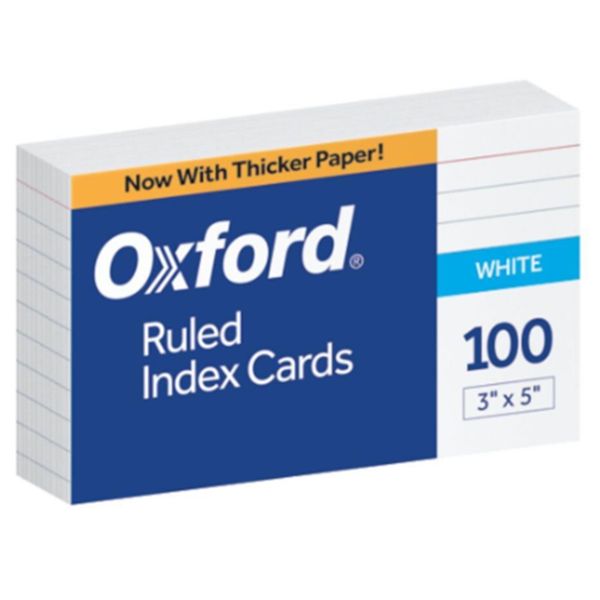 Now With Thicker Paper!
Oxford®
Ruled
Index Cards
WHITE
100
3" x 5"